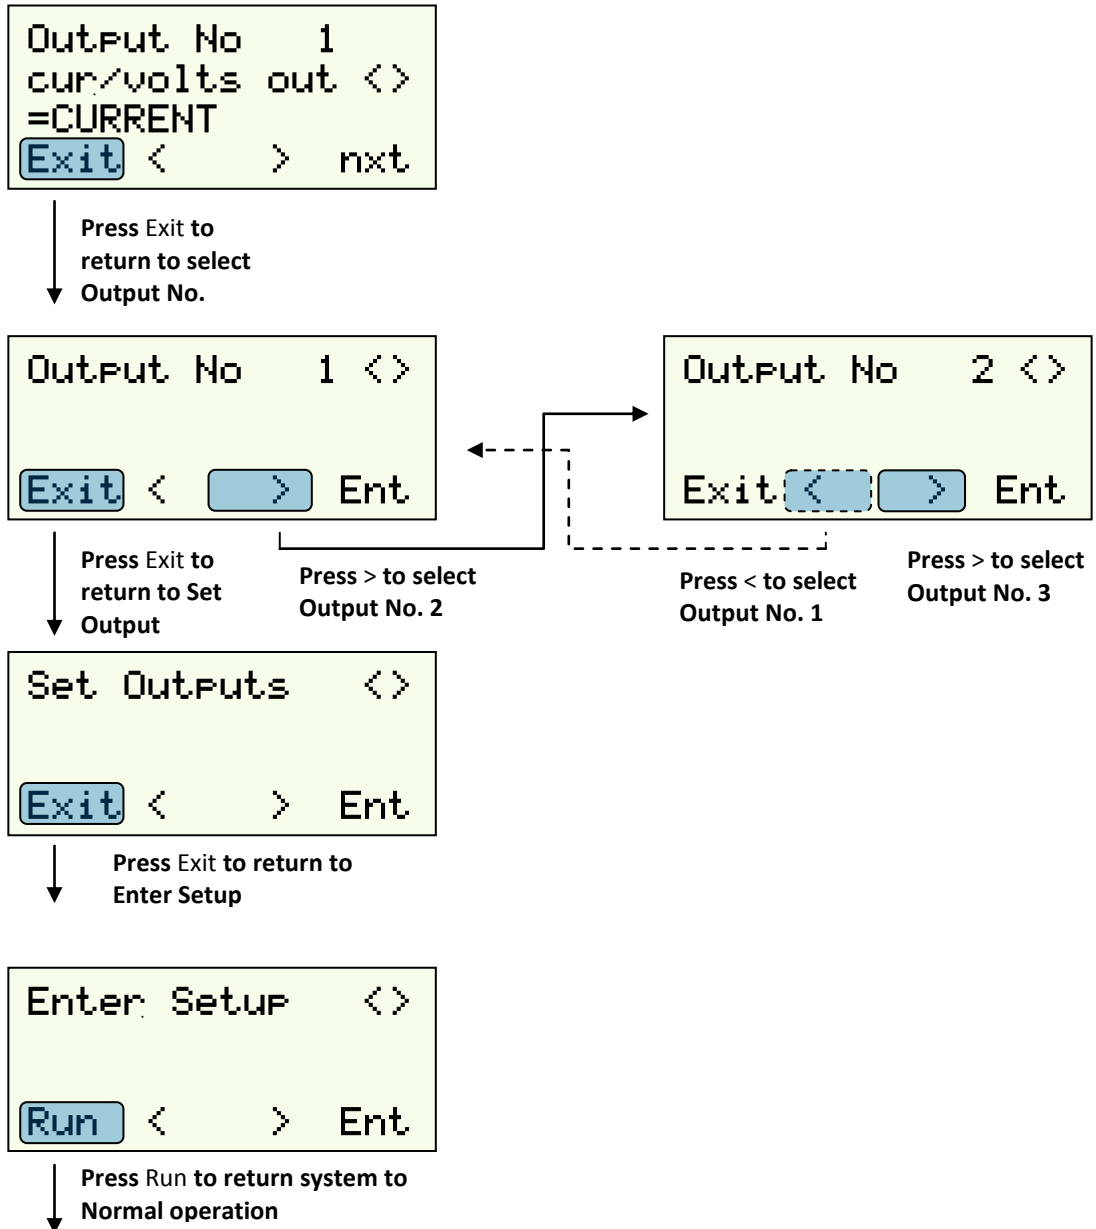 Output No 1
cur/volts out <>
=CURRENT
Exit < > nxt
Press Exit to
return to select
Output No.
Output No 1 <>
Exit < > Ent
Output No 2 <>
Exit < > Ent
Press Exit to
return to Set
Output
Press > to select
Output No. 2
Press < to select
Output No. 1
Press > to select
Output No. 3
Set Outputs <>
Exit < > Ent
Press Exit to return to
Enter Setup
Enter Setup <>
Run < > Ent
Press Run to return system to
Normal operation